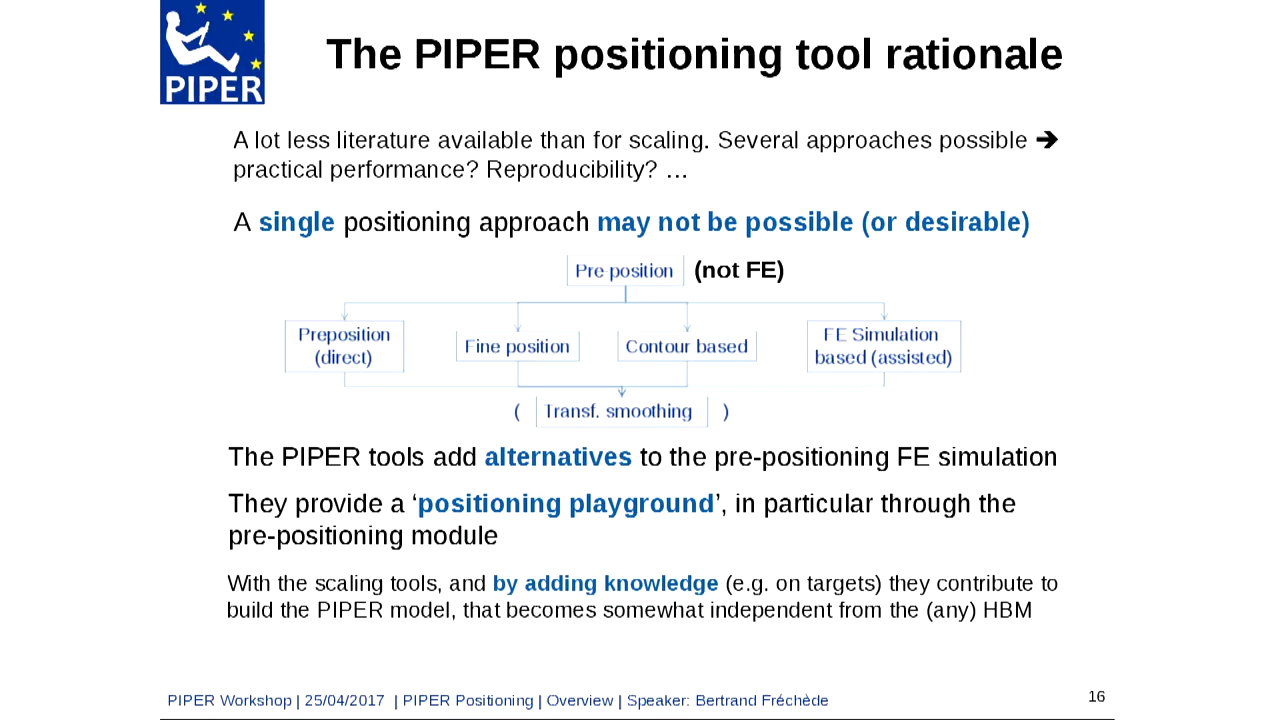 PIPER
The PIPER positioning tool rationale
A lot less literature available than for scaling. Several approaches possible ➔
practical performance? Reproducibility? …
A single positioning approach may not be possible (or desirable)
Pre position (not FE)
Preposition
(direct)
Fine position
Contour based
FE Simulation
based (assisted)
( Transf. smoothing )
The PIPER tools add alternatives to the pre-positioning FE simulation
They provide a ‘positioning playground’, in particular through the
pre-positioning module
With the scaling tools, and by adding knowledge (e.g. on targets) they contribute to
build the PIPER model, that becomes somewhat independent from the (any) HBM
PIPER Workshop | 25/04/2017 | PIPER Positioning | Overview | Speaker: Bertrand Fréchède
16